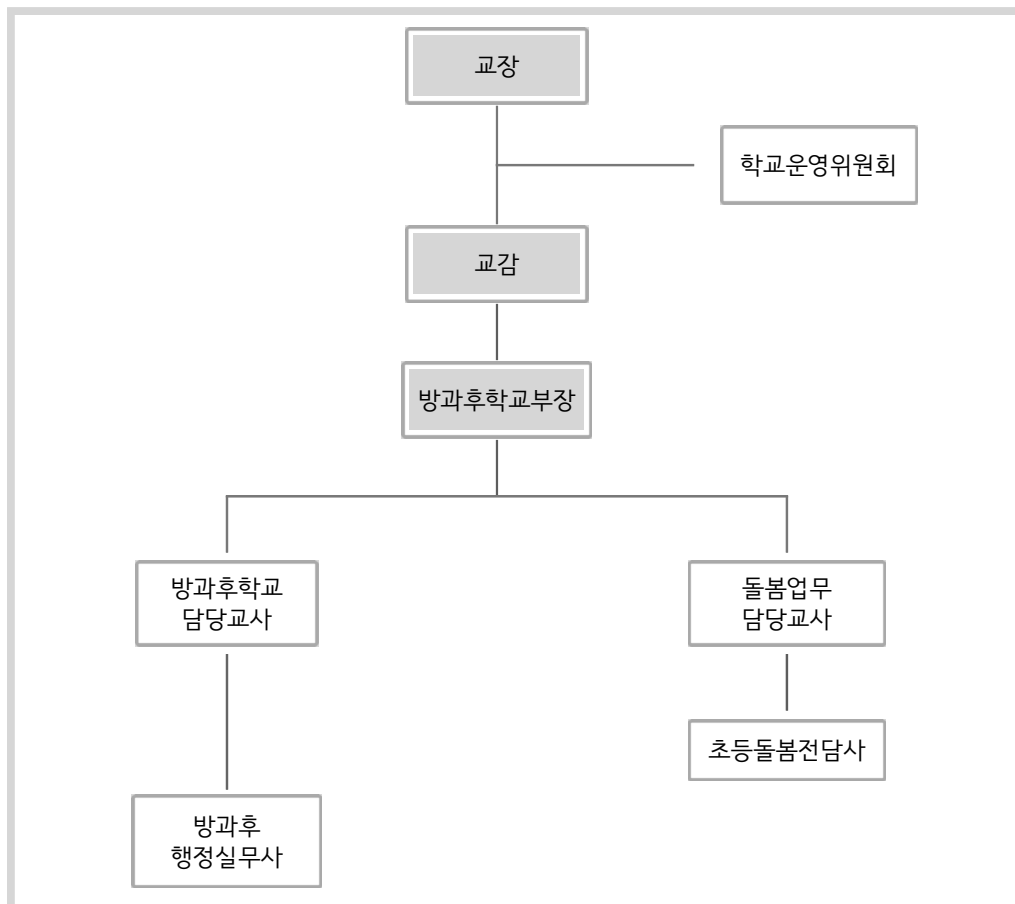 교장
학교운영위원회
교감
방과후학교부장
방과후학교
담당교사
돌봄업무
담당교사
초등돌봄전담사
방과후
행정실무사